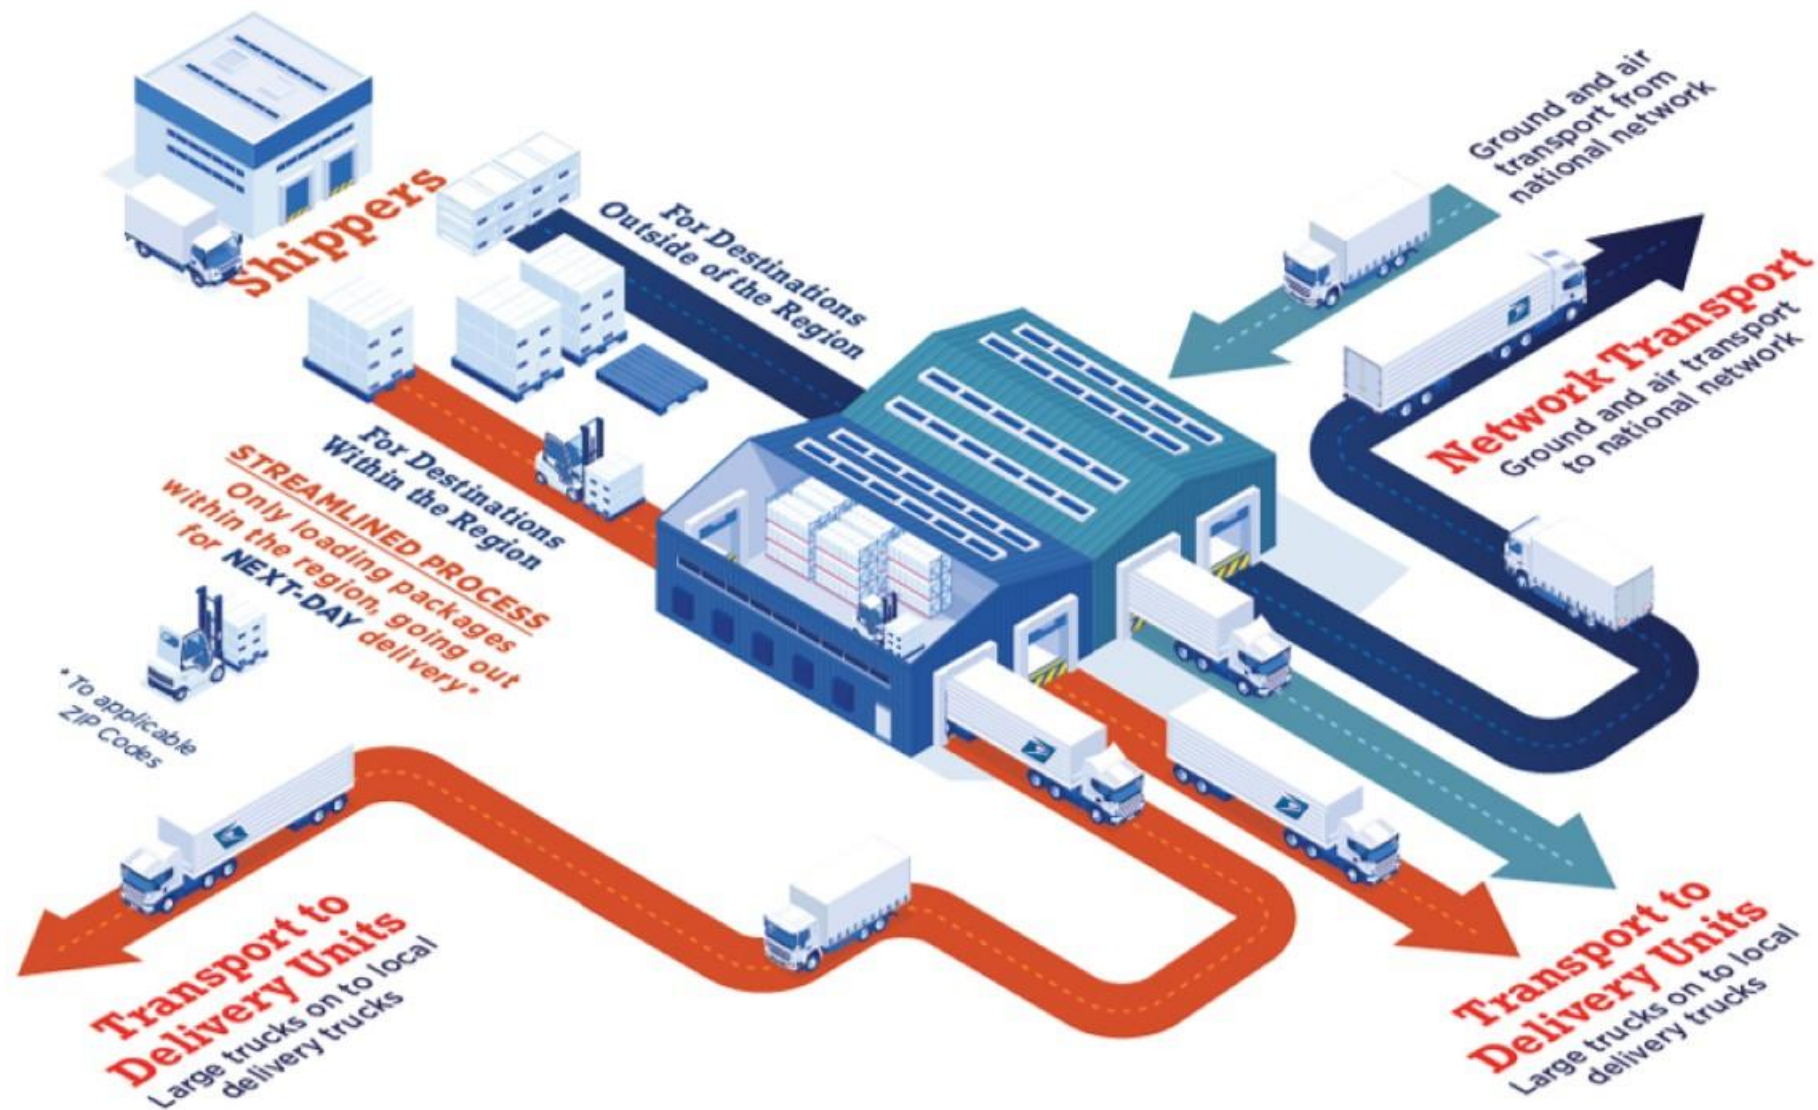 Shippers
For Destinations
Outside of the Region
Ground and air
transport from
national network
Network Transport
Ground and air transport
to national network
For Destinations
Within the Region
STREAMLINED PROCESS
Only loading packages
within the region, going out
for NEXT-DAY delivery*
*To applicable
ZIP Codes
Transport to
Delivery Units
Large trucks on to local
delivery trucks
Transport to
Delivery Units
Large trucks on to local
delivery trucks